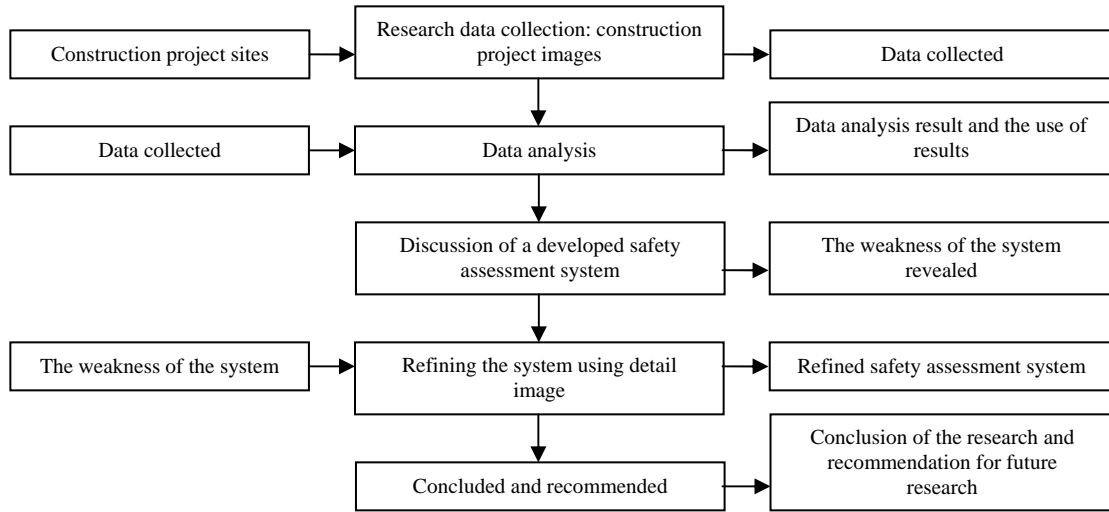 Construction project sites
Research data collection: construction
project images
Data collected
Data collected
Data analysis
Data analysis result and the use of
results
Discussion of a developed safety
assessment system
The weakness of the system
revealed
The weakness of the system
Refining the system using detail
image
Refined safety assessment system
Concluded and recommended
Conclusion of the research and
recommendation for future
research